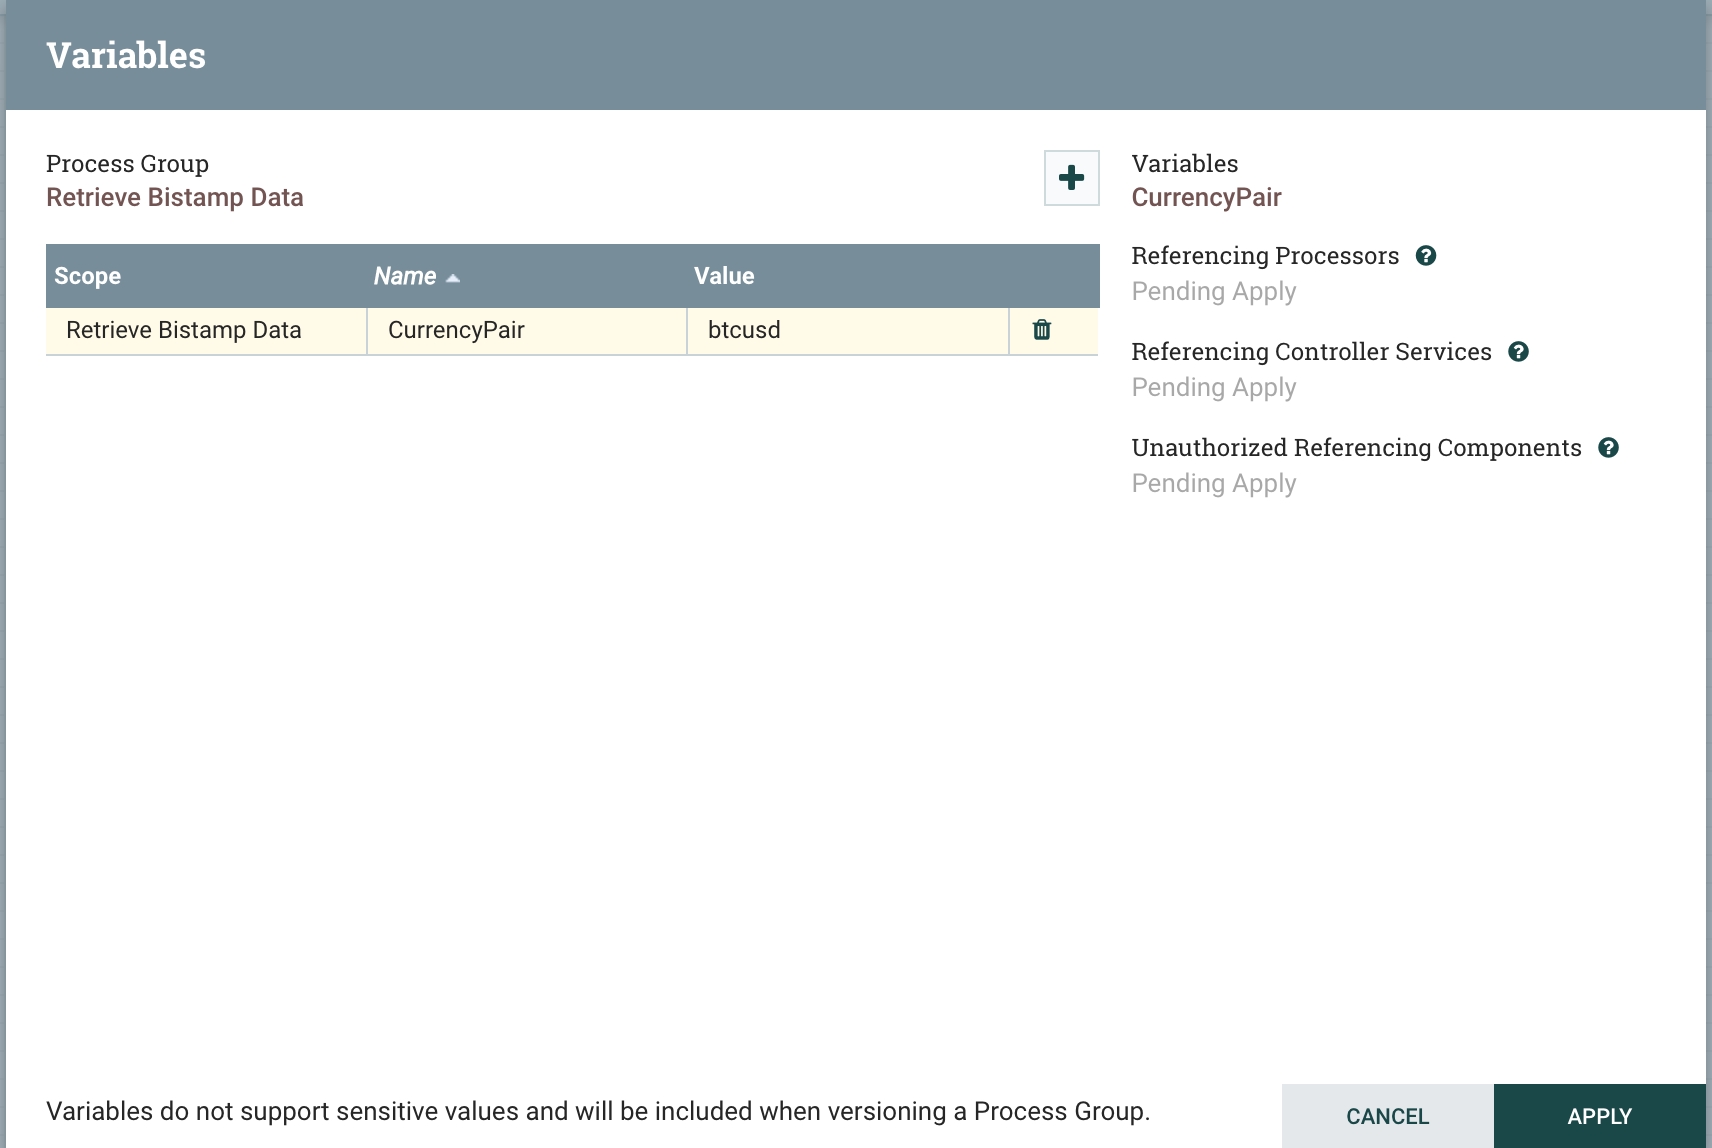 Variables
Process Group
Retrieve Bistamp Data
Scope Name Value
Retrieve Bistamp Data CurrencyPair btcusd
Variables
CurrencyPair
Referencing Processors
Pending Apply
Referencing Controller Services
Pending Apply
Unauthorized Referencing Components
Pending Apply
Variables do not support sensitive values and will be included when versioning a Process Group.
CANCEL APPLY